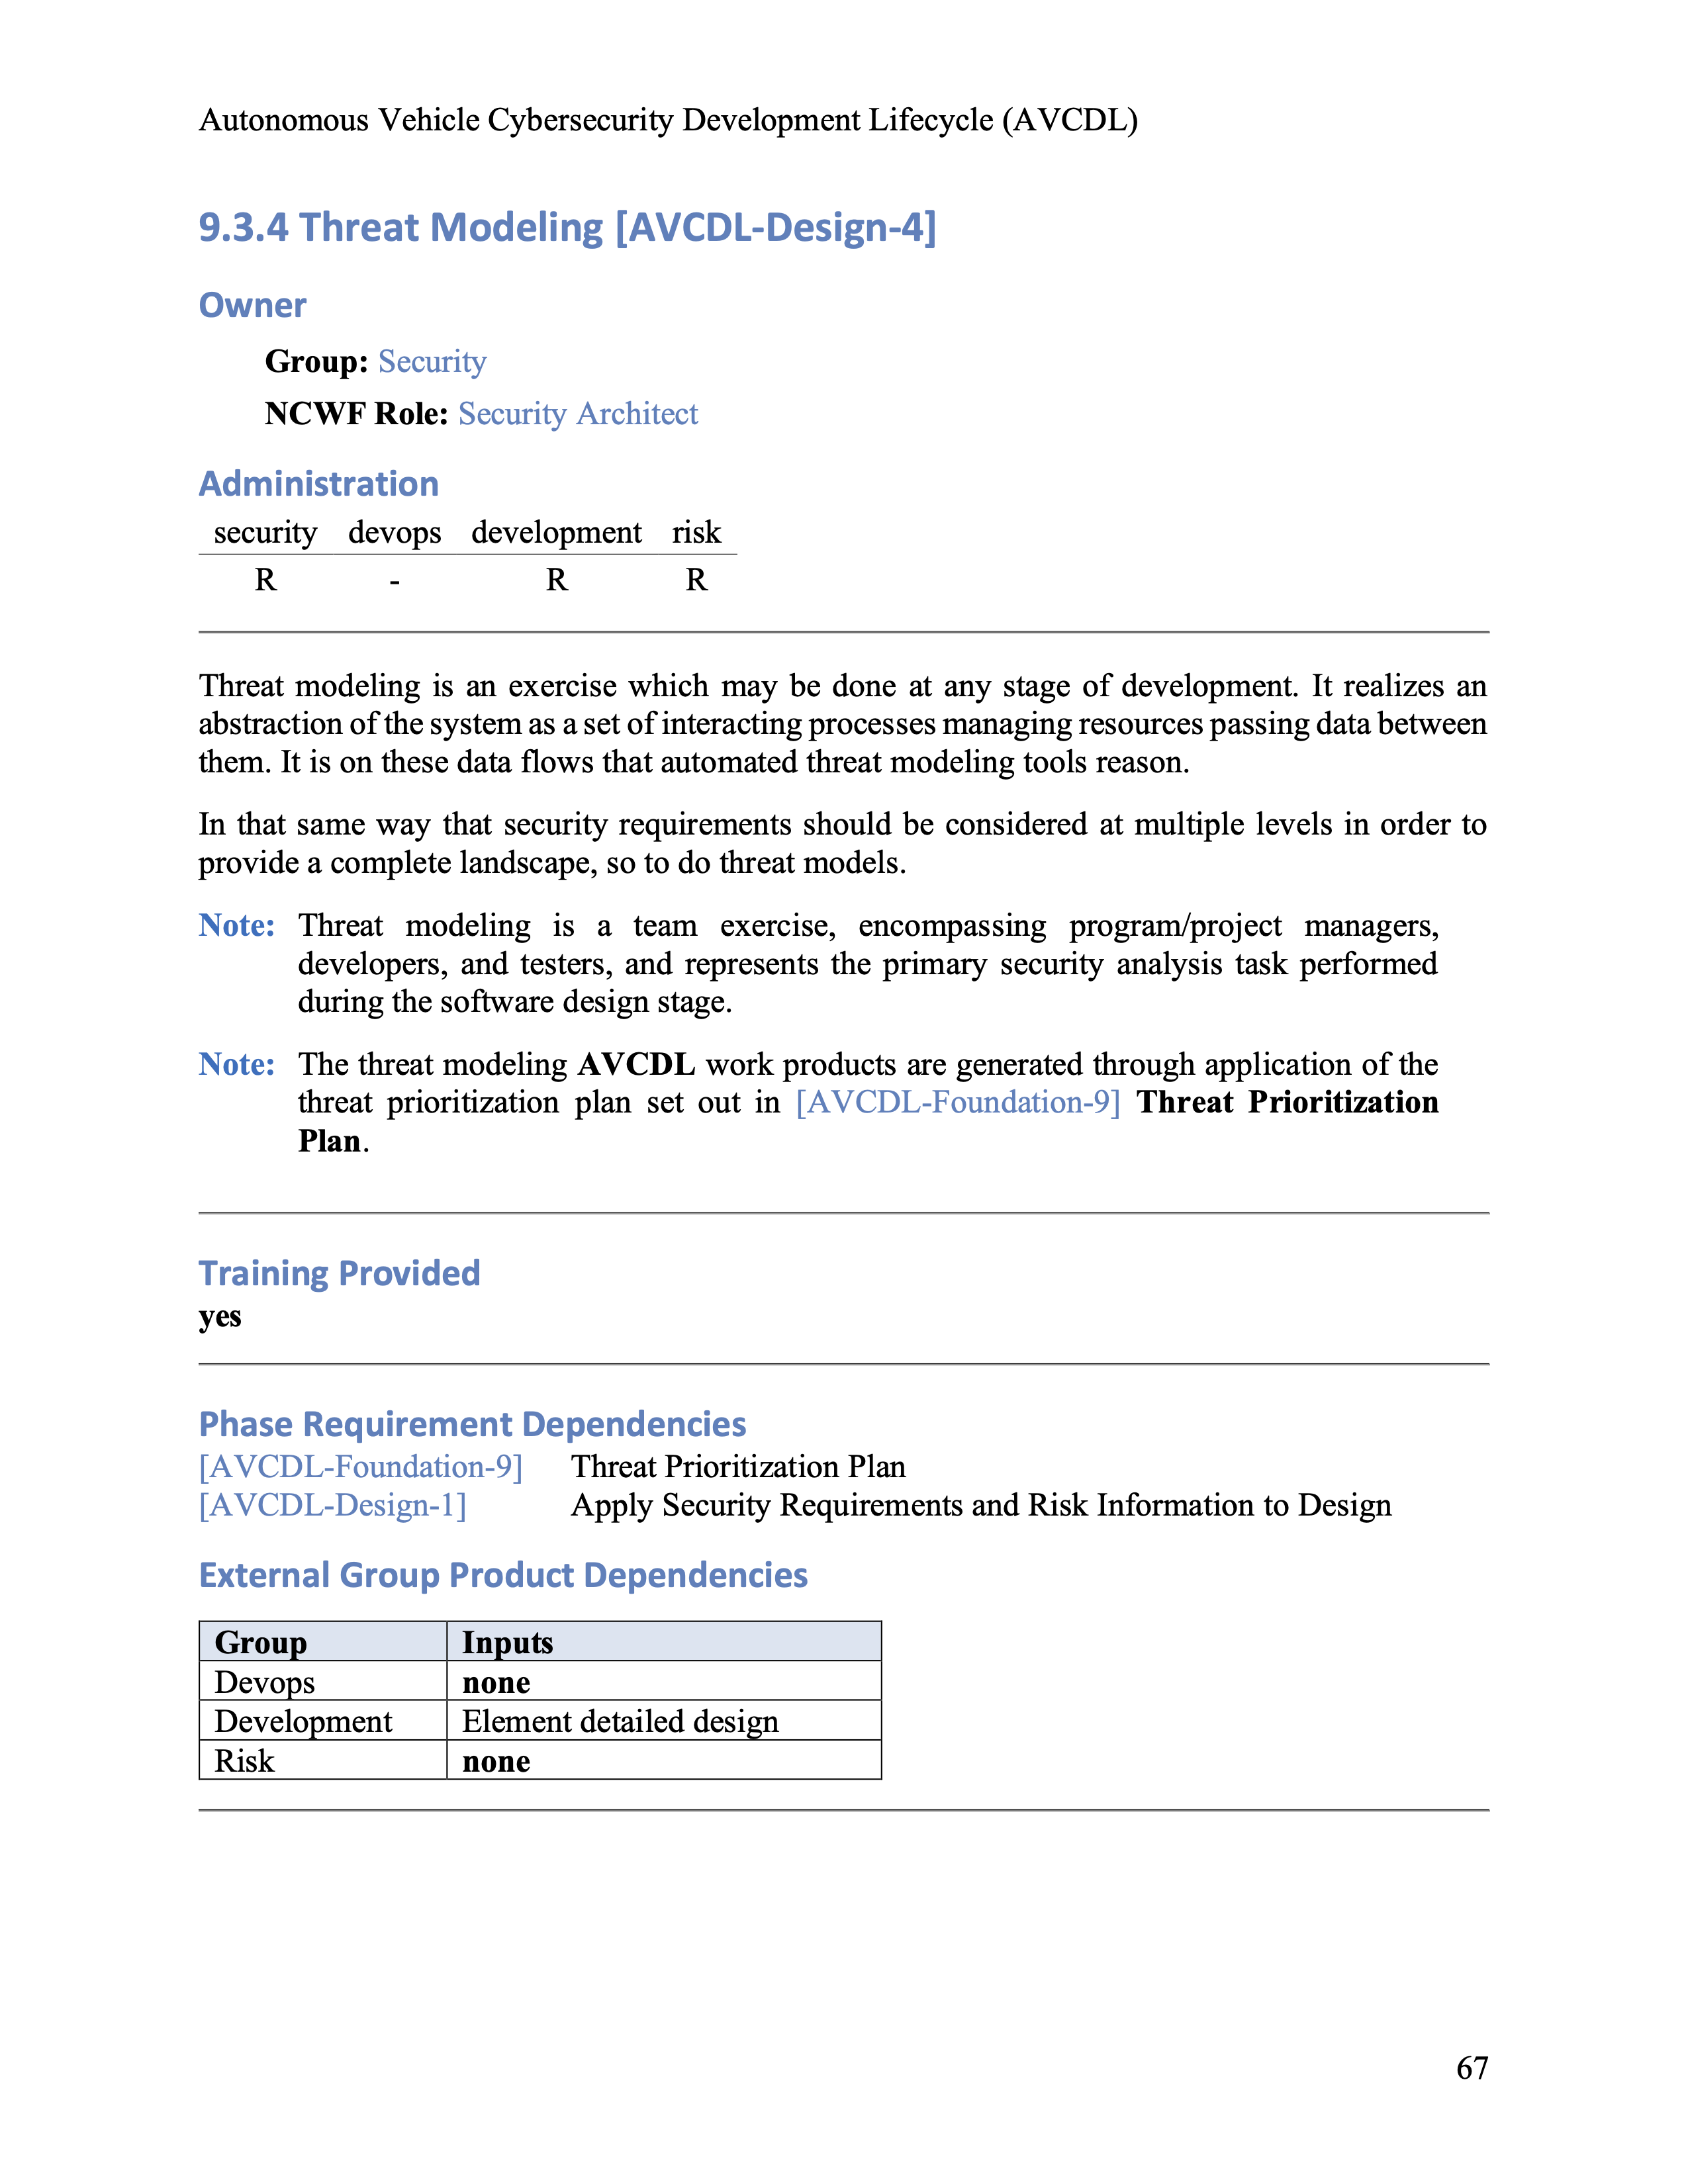 Autonomous Vehicle Cybersecurity Development Lifecycle (AVCDL)
9.3.4 Threat Modeling [AVCDL-Design-4]
Owner
Group: Security
NCWF Role: Security Architect
Administration
security devops development risk
R - R R
Threat modeling is an exercise which may be done at any stage of development. It realizes an
abstraction of the system as a set of interacting processes managing resources passing data between
them. It is on these data flows that automated threat modeling tools reason.
In that same way that security requirements should be considered at multiple levels in order to
provide a complete landscape, so to do threat models.
Note: Threat modeling is a team exercise, encompassing program/project managers,
developers, and testers, and represents the primary security analysis task performed
during the software design stage.
Note: The threat modeling AVCDL work products are generated through application of the
threat prioritization plan set out in [AVCDL-Foundation-9] Threat Prioritization
Plan.
Training Provided
yes
Phase Requirement Dependencies
[AVCDL-Foundation-9] Threat Prioritization Plan
[AVCDL-Design-1] Apply Security Requirements and Risk Information to Design
External Group Product Dependencies
Group Inputs
Devops none
Development Element detailed design
Risk none
67